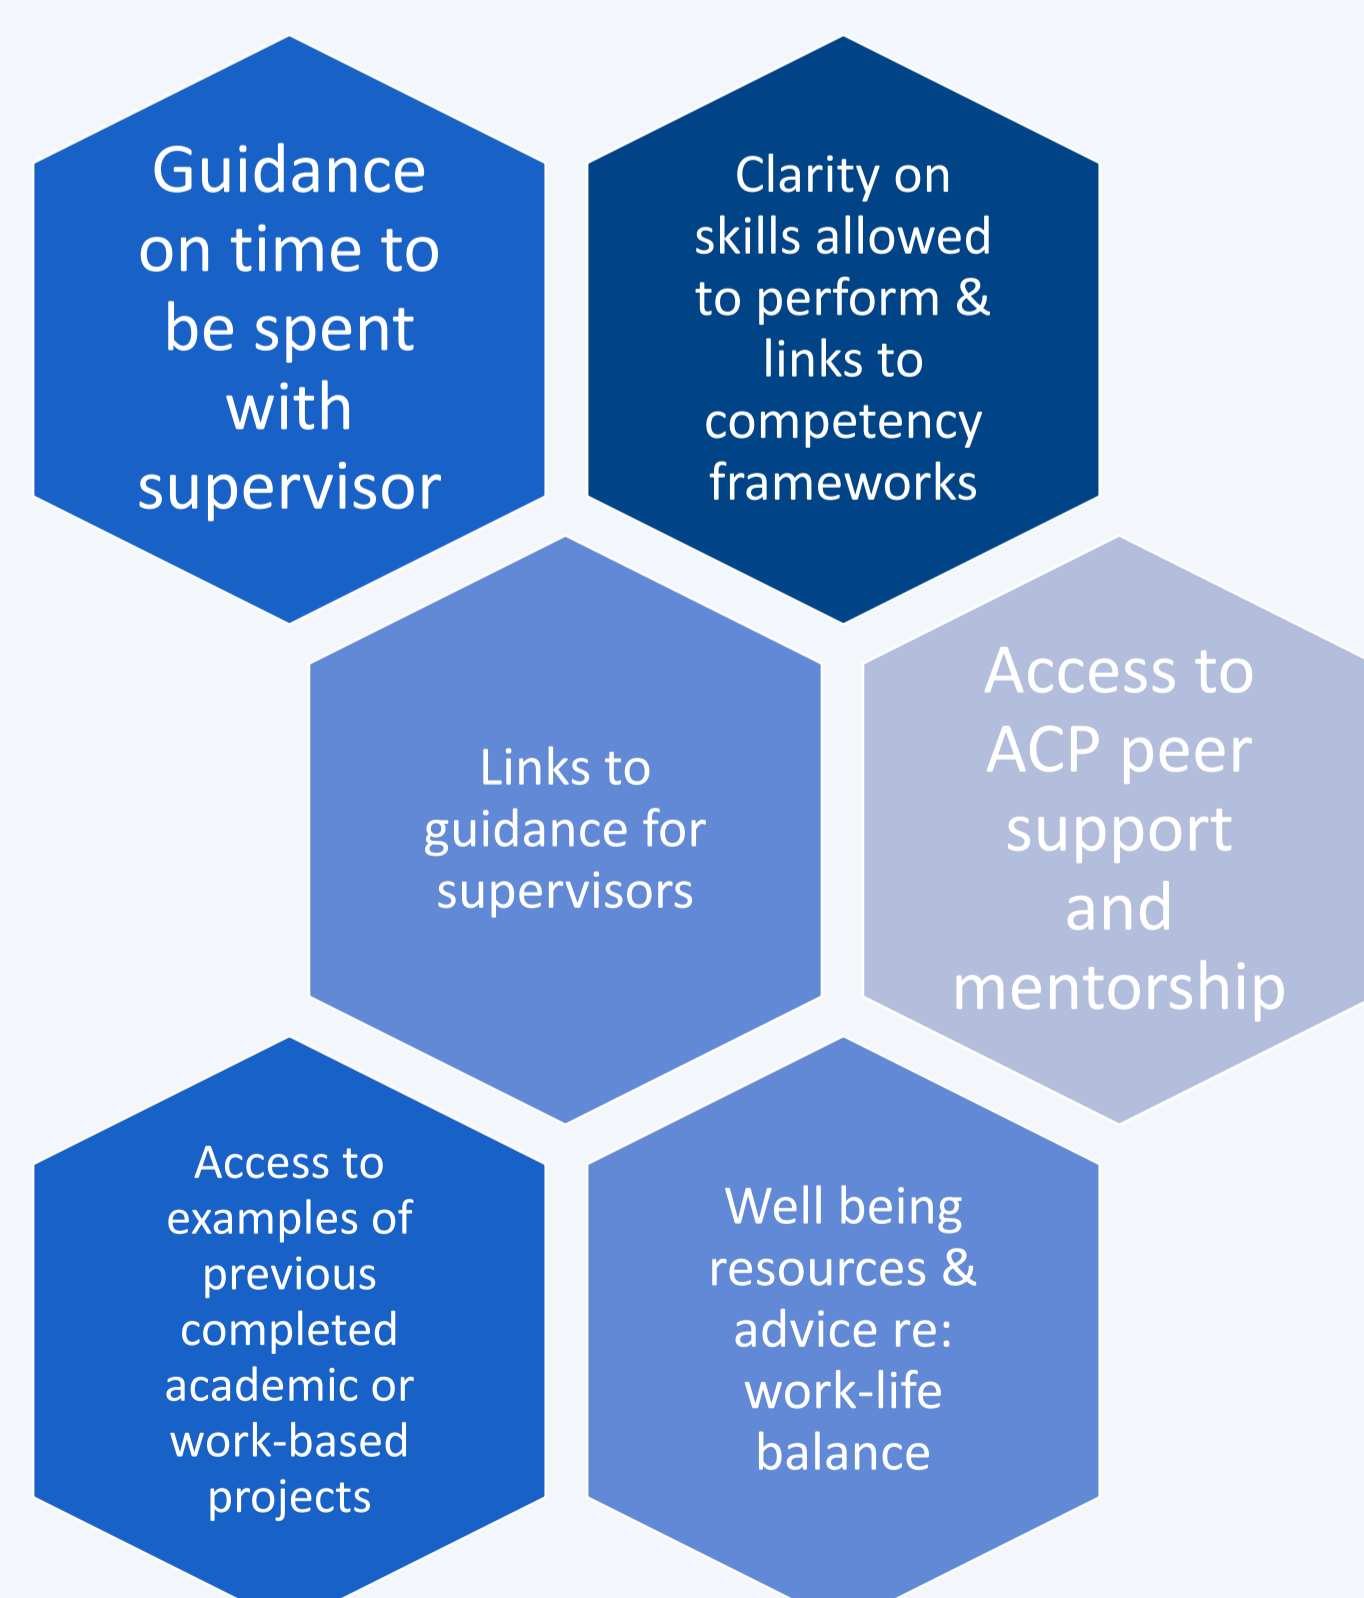 Guidance
on time to
be spent
with
supervisor
Clarity on
skills allowed
to perform &
links to
competency
frameworks
Links to
guidance for
supervisors
Access to
ACP peer
support
and
mentorship
Access to
examples of
previous
completed
academic or
work-based
projects
Well being
resources &
advice re:
work-life
balance